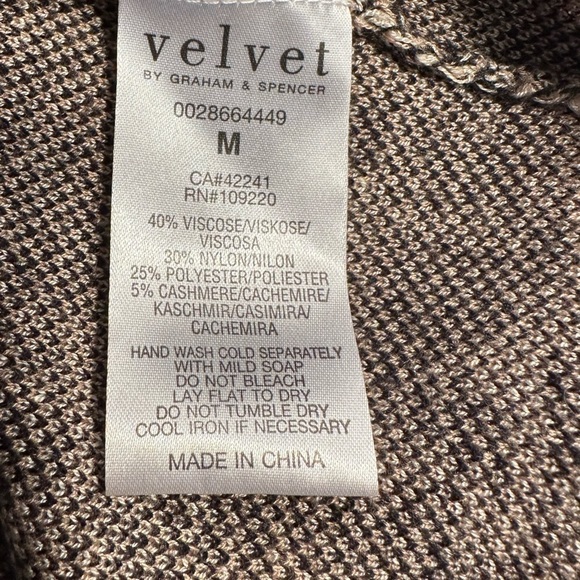 velvet
BY GRAHAM & SPENCER
0028664449
M
CA#42241
RN#109220
40% VISCOSE/VISKOSE/
VISCOSA
30% NYLON/NILON
25% POLYESTER/POLIESTER
5% CASHMERE/CACHEMIRE/
KASCHMIR/CASIMIRA/
CACHEMIRA
HAND WASH COLD SEPARATELY
WITH MILD SOAP
DO NOT BLEACH
LAY FLAT TO DRY
DO NOT TUMBLE DRY
COOL IRON IF NECESSARY
MADE IN CHINA